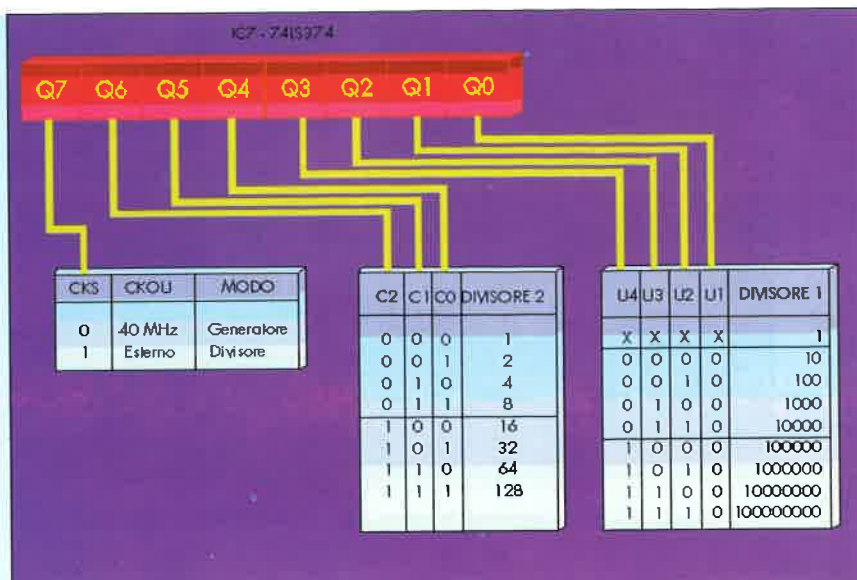 IC7 - 74LS374
Q7 Q6 Q5 Q4 Q3 Q2 Q1 Q0
CKS CKOU MODO
0 40 MHz Generatore
1 Esterno Divisore
C2 C1 C0 DIVISORE 2
0 0 0 1
0 0 1 2
0 1 0 4
0 1 1 8
1 0 0 16
1 0 1 32
1 1 0 64
1 1 1 128
U4 U3 U2 U1 DIVISORE 1
X X X X 1
0 0 0 0 10
0 0 1 0 100
0 1 0 0 1000
0 1 1 0 10000
1 0 0 0 100000
1 0 1 0 1000000
1 1 0 0 10000000
1 1 1 0 100000000